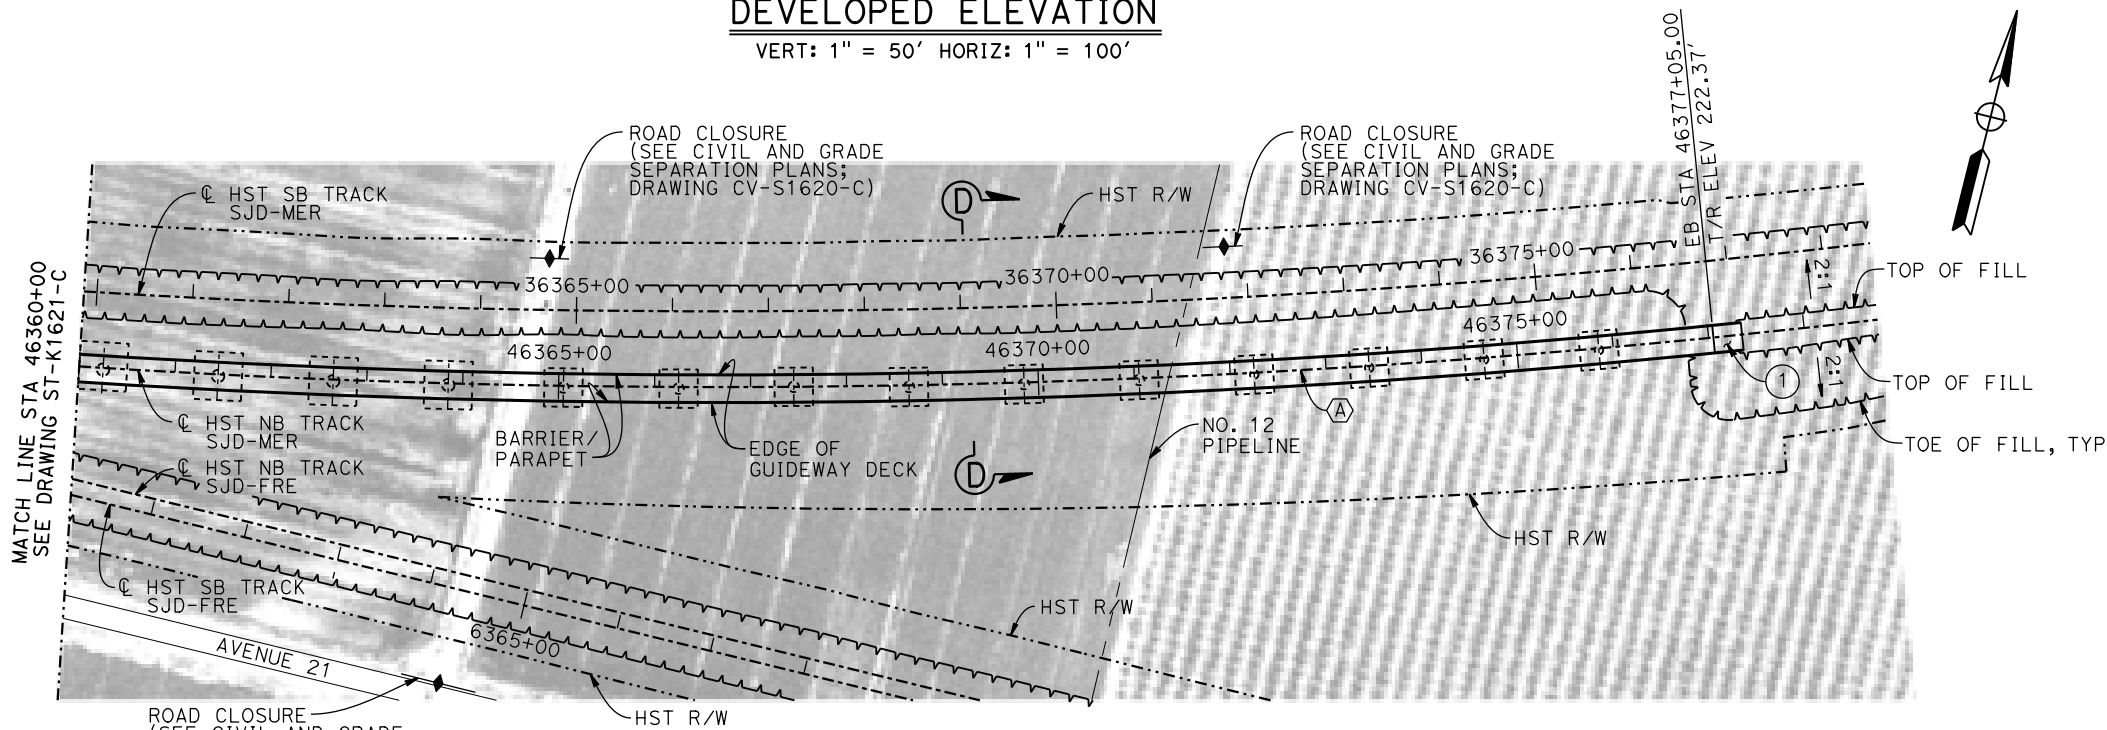 DEVELOPED ELEVATION
VERT: 1" = 50' HORIZ: 1" = 100'
EB STA 46377+05.00
T/R ELEV 222.37'
ROAD CLOSURE
(SEE CIVIL AND GRADE
SEPARATION PLANS;
DRAWING CV-S1620-C)
ROAD CLOSURE
(SEE CIVIL AND GRADE
SEPARATION PLANS;
DRAWING CV-S1620-C)
℄ HST SB TRACK
SJD-MER
D
HST R/W
MATCH LINE STA 46360+00
SEE DRAWING ST-K1621-C
36365+00
36370+00
36375+00
2:1
TOP OF FILL
46365+00
46370+00
46375+00
2:1
1
TOP OF FILL
A
℄ HST NB TRACK
SJD-MER
BARRIER/
PARAPET
EDGE OF
GUIDEWAY DECK
NO. 12
PIPELINE
TOE OF FILL, TYP
℄ HST NB TRACK
SJD-FRE
D
HST R/W
℄ HST SB TRACK
SJD-FRE
HST R/W
6365+00
AVENUE 21
HST R/W
ROAD CLOSURE
(SEE CIVIL AND GRADE